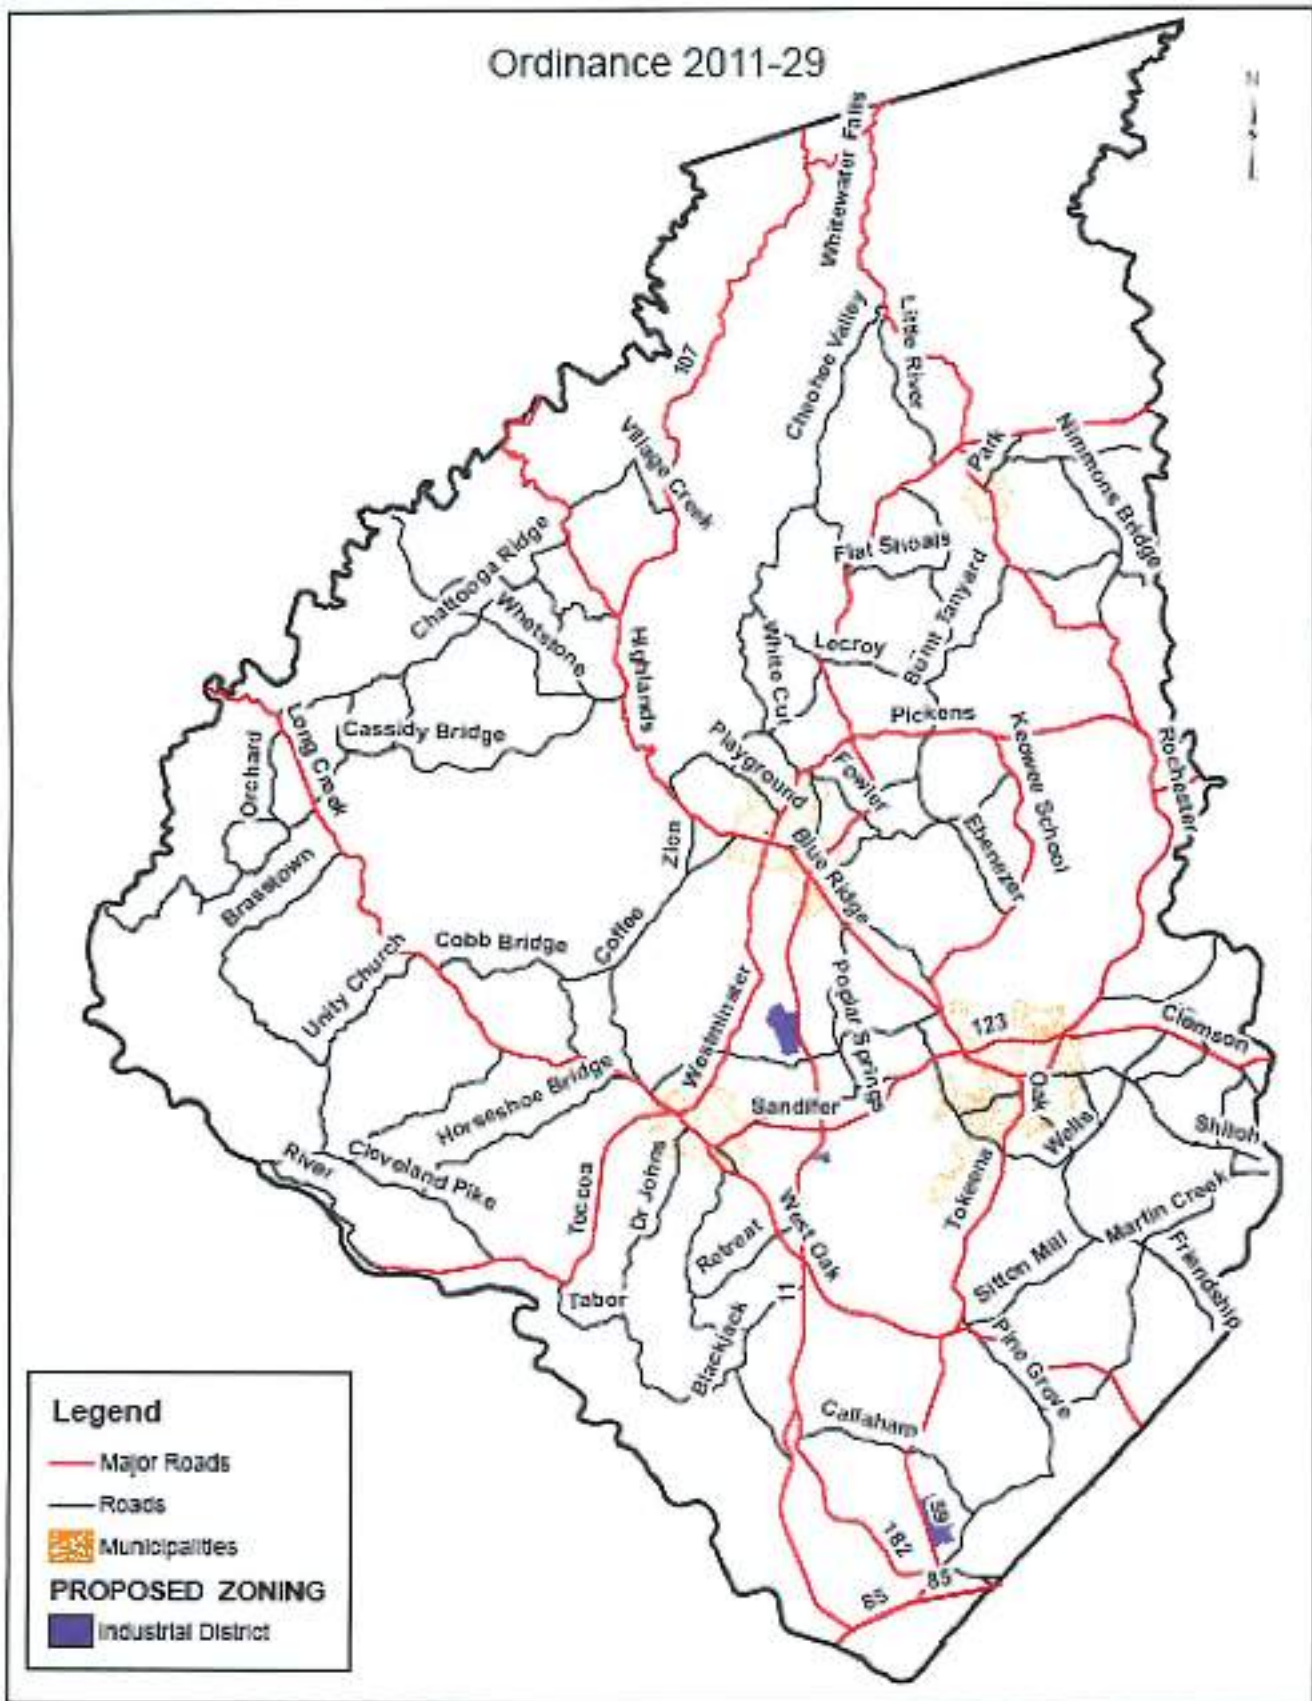 Ordinance 2011-29
N
Whitewater Falls
107
Cheohee Valley
Little River
Village Creek
Park
Nimmons Bridge
Chattooga Ridge
Flat Shoals
Whetstone
Burnt Tanyard
Highlands
White Cut
Lecroy
Long Creek
Cassidy Bridge
Orchard
Pickens
Keowee School
Rochester
Playground
Fowler
Zion
Blue Ridge
Ebenezer
Brasstown
Unity Church
Cobb Bridge
Coffee
Westminster
Poplar Springs
123
Clemson
Horseshoe Bridge
Sandifer
Oak
Wells
Shiloh
River
Cleveland Pike
Toccoa
Dr Johns
Retreat
West Oak
Tokeena
Martin Creek
Sitton Mill
Friendship
Tabor
11
Blackjack
Pine Grove
Callaham
59
182
85
85
Legend
Major Roads
Roads
Municipalities
PROPOSED ZONING
Industrial District